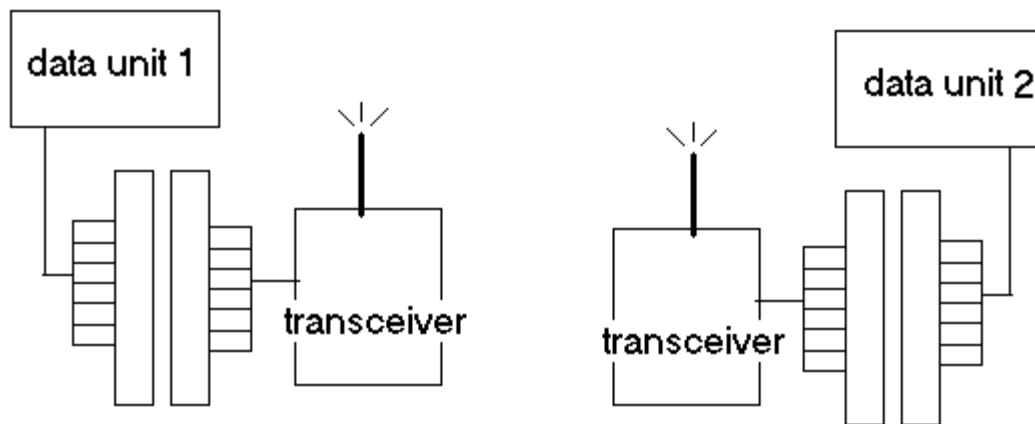 data unit 1
data unit 2
transceiver
transceiver